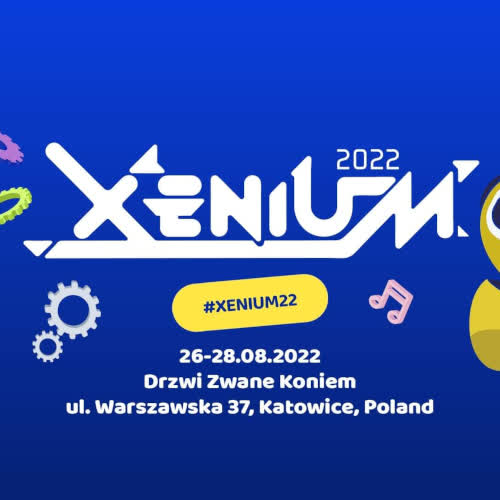 2022
XENIUM
#XENIUM22
26-28.08.2022
Drzwi Zwane Koniem
ul. Warszawska 37, Katowice, Poland